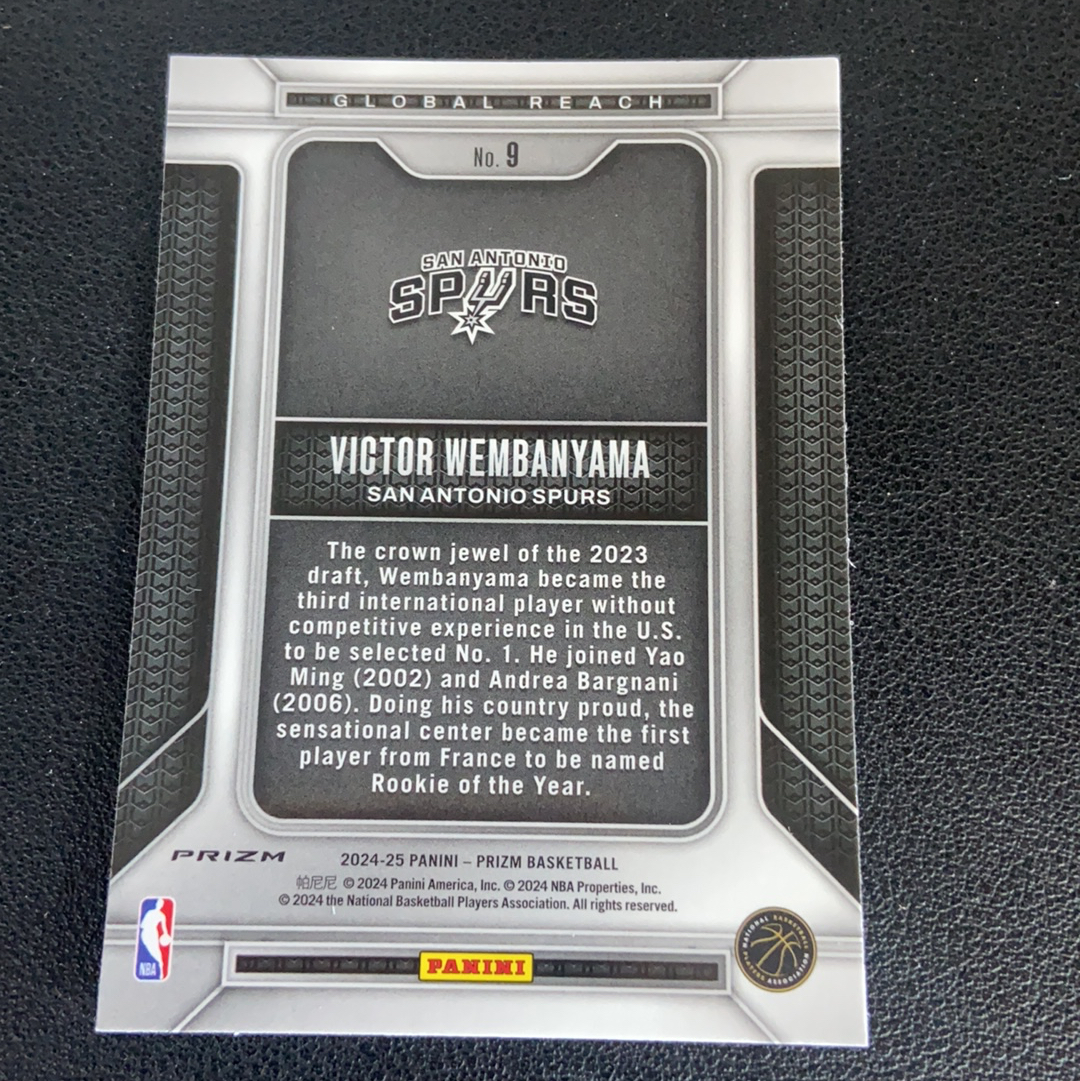 GLOBAL REACH
No. 9
SAN ANTONIO
SPURS
VICTOR WEMBANYAMA
SAN ANTONIO SPURS
The crown jewel of the 2023
draft, Wembanyama became the
third international player without
competitive experience in the U.S.
to be selected No. 1. He joined Yao
Ming (2002) and Andrea Bargnani
(2006). Doing his country proud, the
sensational center became the first
player from France to be named
Rookie of the Year.
PRIZM
2024-25 PANINI – PRIZM BASKETBALL
帕尼尼 © 2024 Panini America, Inc. © 2024 NBA Properties, Inc.
© 2024 the National Basketball Players Association. All rights reserved.
NBA
PANINI
NATIONAL BASKETBALL
PLAYERS ASSOCIATION